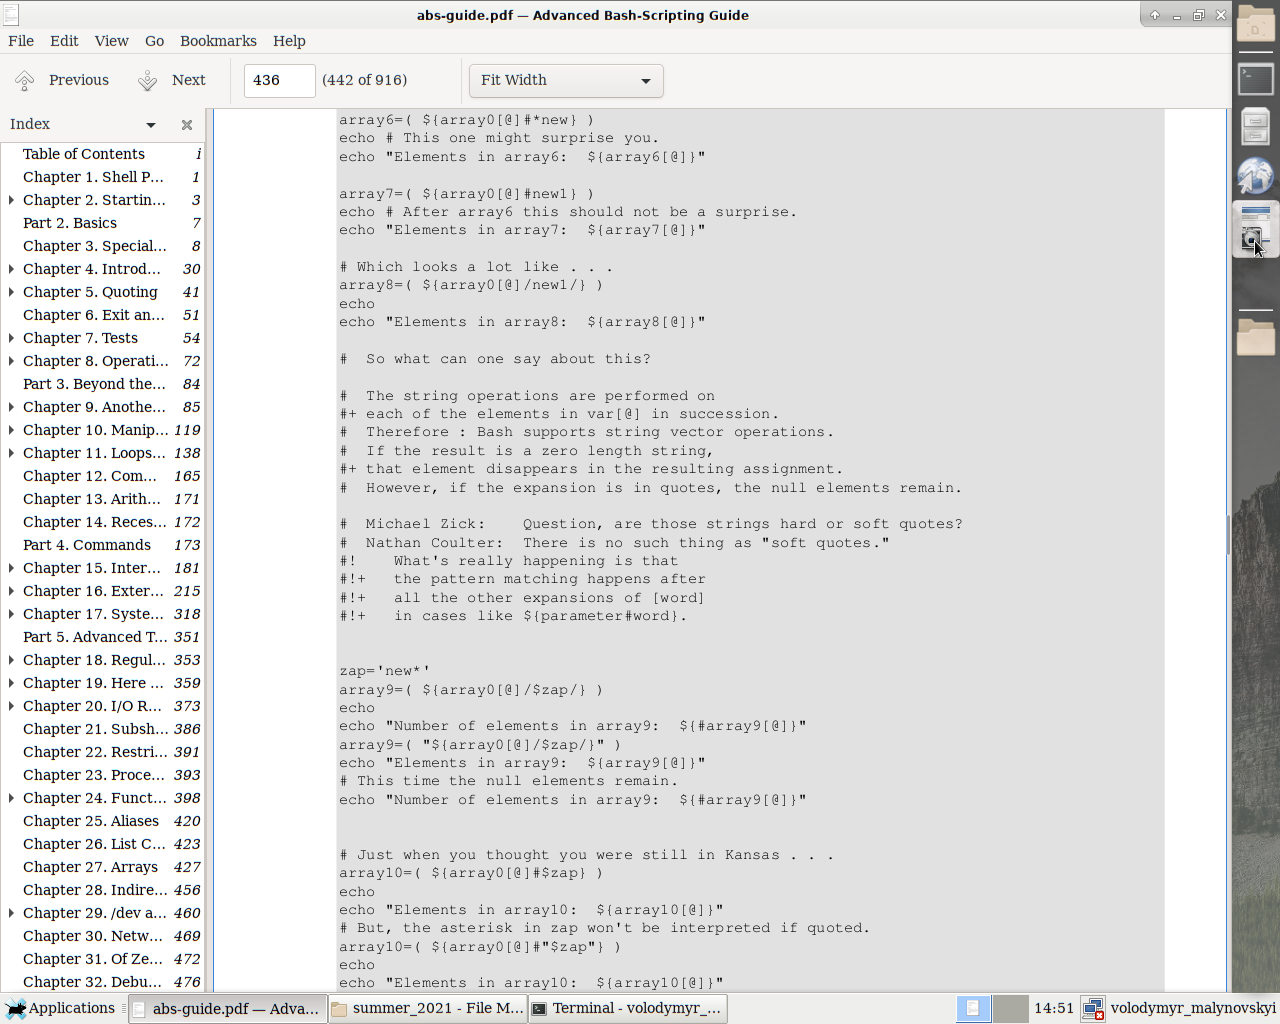 abs-guide.pdf — Advanced Bash-Scripting Guide
File Edit View Go Bookmarks Help
Previous Next 436 (442 of 916) Fit Width
Index
Table of Contents i
Chapter 1. Shell P... 1
Chapter 2. Startin... 3
Part 2. Basics 7
Chapter 3. Special... 8
Chapter 4. Introd... 30
Chapter 5. Quoting 41
Chapter 6. Exit an... 51
Chapter 7. Tests 54
Chapter 8. Operati... 72
Part 3. Beyond the... 84
Chapter 9. Anothe... 85
Chapter 10. Manip... 119
Chapter 11. Loops... 138
Chapter 12. Com... 165
Chapter 13. Arith... 171
Chapter 14. Reces... 172
Part 4. Commands 173
Chapter 15. Inter... 181
Chapter 16. Exter... 215
Chapter 17. Syste... 318
Part 5. Advanced T... 351
Chapter 18. Regul... 353
Chapter 19. Here ... 359
Chapter 20. I/O R... 373
Chapter 21. Subsh... 386
Chapter 22. Restri... 391
Chapter 23. Proce... 393
Chapter 24. Funct... 398
Chapter 25. Aliases 420
Chapter 26. List C... 423
Chapter 27. Arrays 427
Chapter 28. Indire... 456
Chapter 29. /dev a... 460
Chapter 30. Netw... 469
Chapter 31. Of Ze... 472
Chapter 32. Debu... 476
array6=( ${array0[@]#*new} )
echo # This one might surprise you.
echo "Elements in array6:  ${array6[@]}"
array7=( ${array0[@]#new1} )
echo # After array6 this should not be a surprise.
echo "Elements in array7:  ${array7[@]}"
# Which looks a lot like . . .
array8=( ${array0[@]/new1/} )
echo
echo "Elements in array8:  ${array8[@]}"
#  So what can one say about this?
#  The string operations are performed on
#+ each of the elements in var[@] in succession.
#  Therefore : Bash supports string vector operations.
#  If the result is a zero length string,
#+ that element disappears in the resulting assignment.
#  However, if the expansion is in quotes, the null elements remain.
#  Michael Zick:    Question, are those strings hard or soft quotes?
#  Nathan Coulter:  There is no such thing as "soft quotes."
#!    What's really happening is that
#!+   the pattern matching happens after
#!+   all the other expansions of [word]
#!+   in cases like ${parameter#word}.
zap='new*'
array9=( ${array0[@]/$zap/} )
echo
echo "Number of elements in array9:  ${#array9[@]}"
array9=( "${array0[@]/$zap/}" )
echo "Elements in array9:  ${array9[@]}"
# This time the null elements remain.
echo "Number of elements in array9:  ${#array9[@]}"
# Just when you thought you were still in Kansas . . .
array10=( ${array0[@]#$zap} )
echo
echo "Elements in array10:  ${array10[@]}"
# But, the asterisk in zap won't be interpreted if quoted.
array10=( ${array0[@]#"$zap"} )
echo
echo "Elements in array10:  ${array10[@]}"
Applications abs-guide.pdf — Adva... summer_2021 - File M... Terminal - volodymyr_... 14:51 volodymyr_malynovskyi